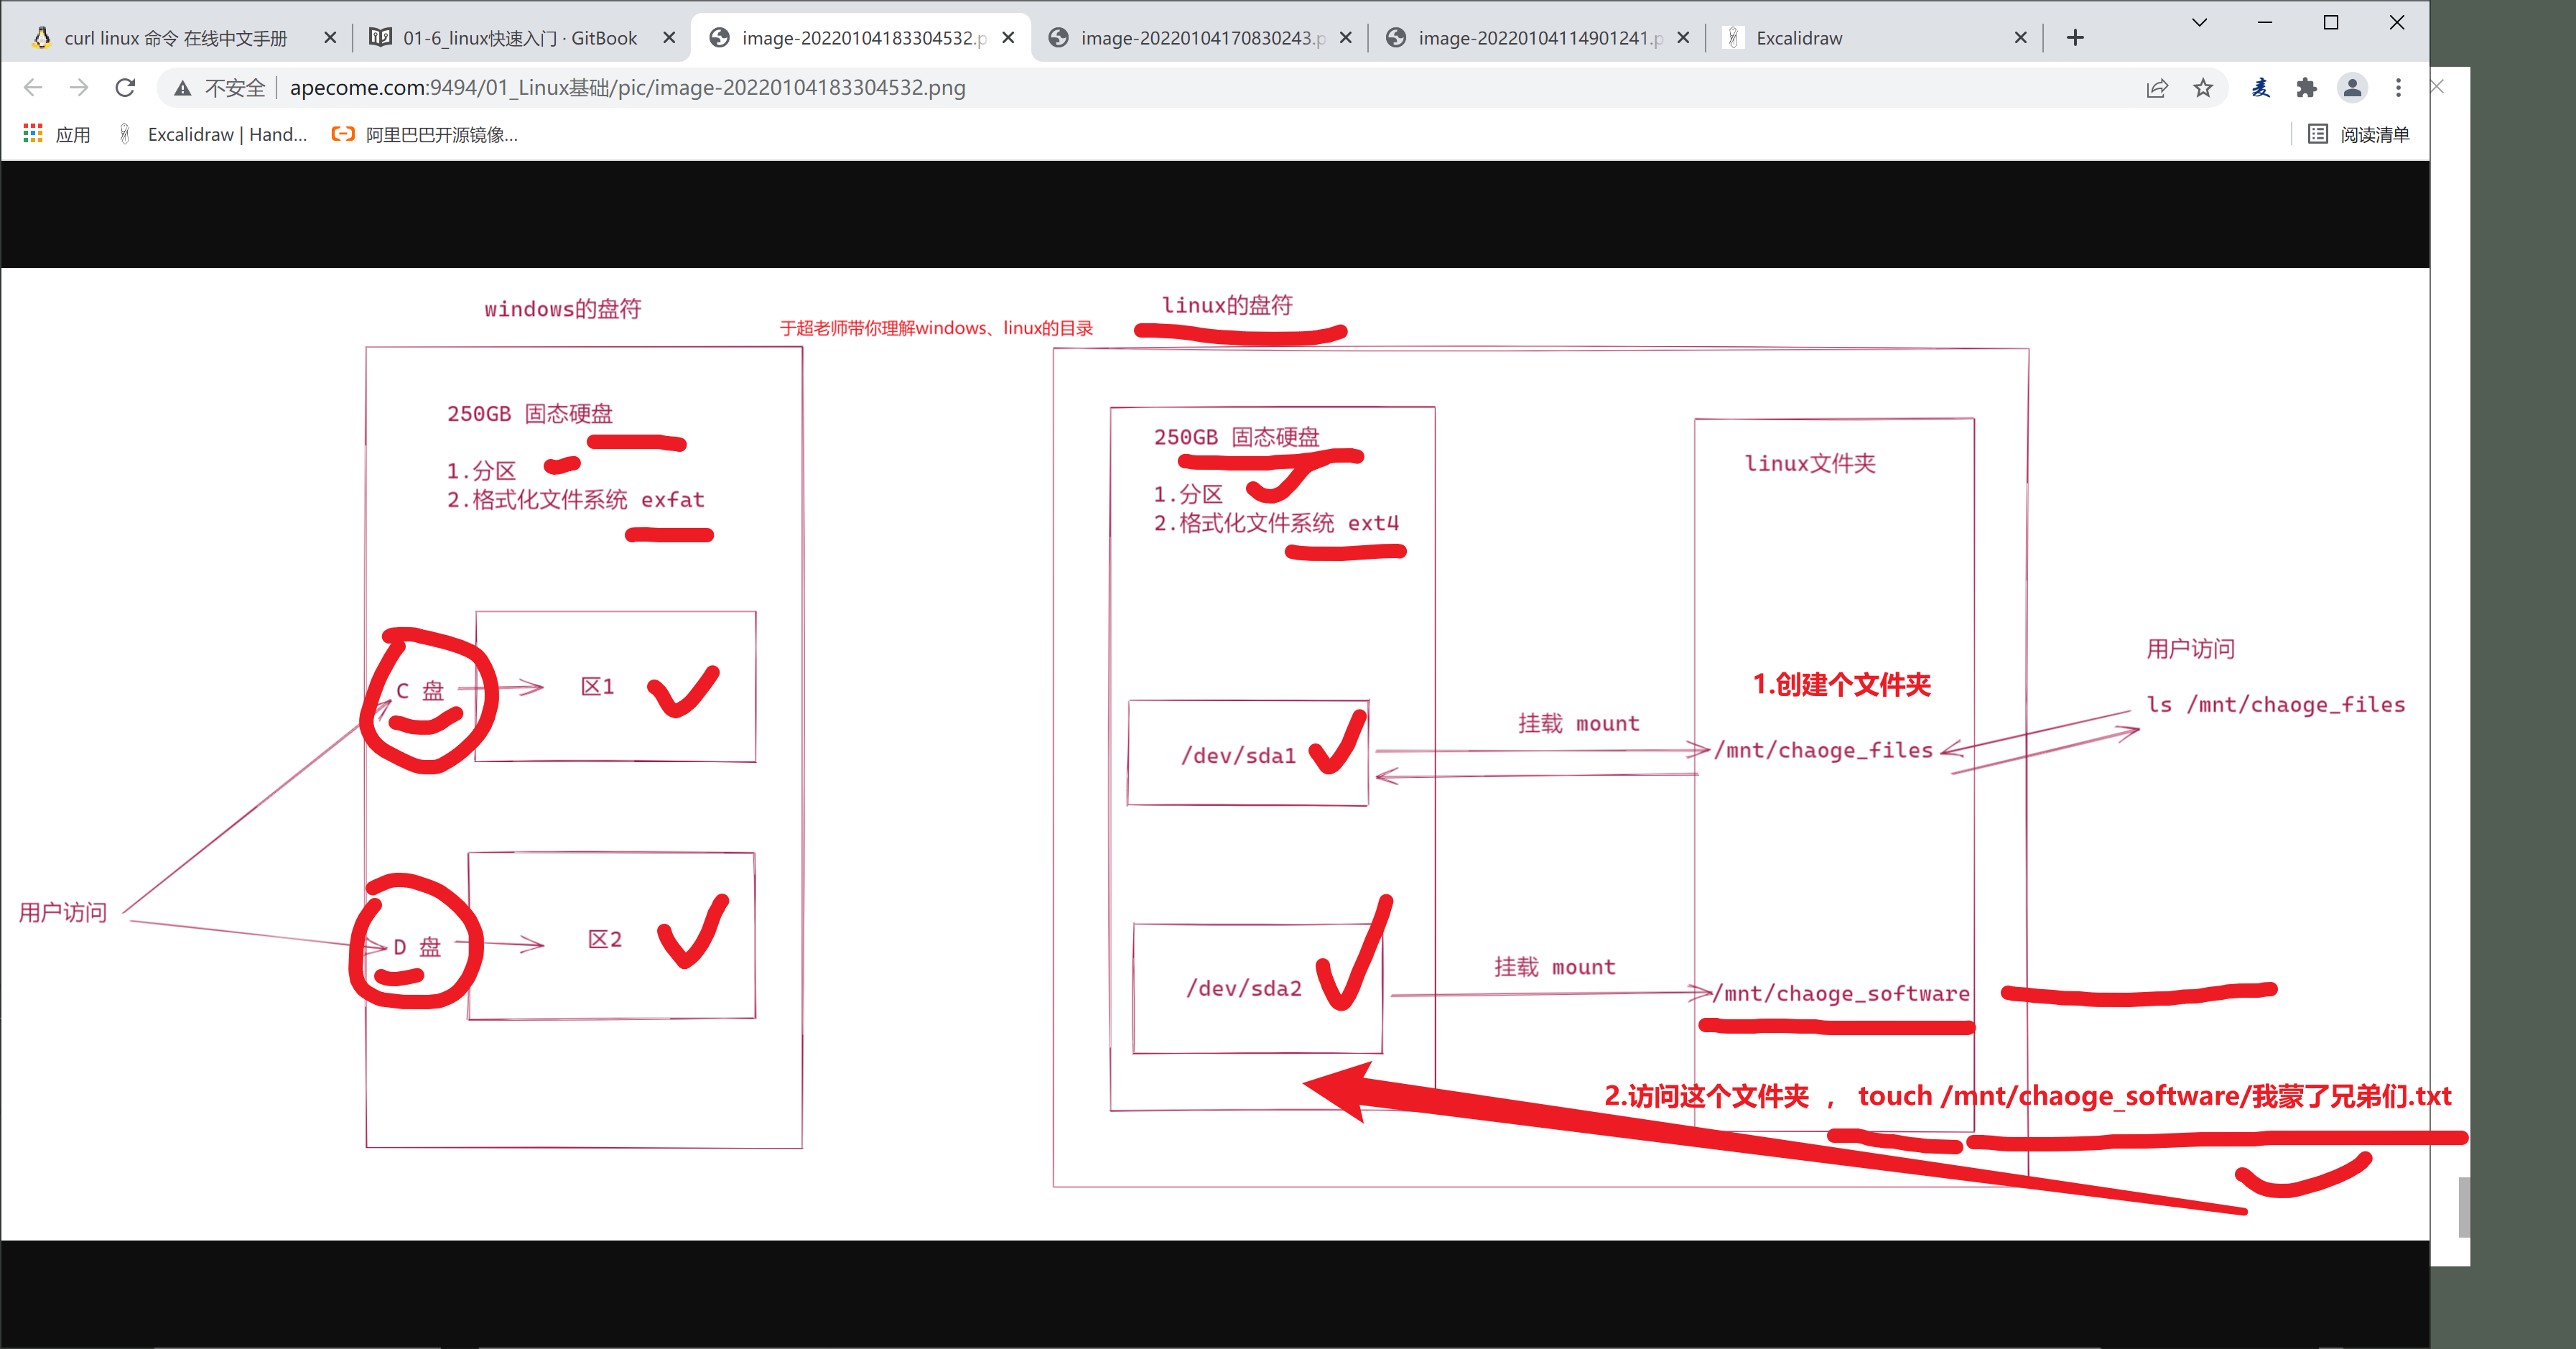 curl linux 命令 在线中文手册
01-6_linux快速入门 · GitBook
image-20220104183304532.p
image-20220104170830243.p
image-20220104114901241.p
Excalidraw
不安全
apecome.com:9494/01_Linux基础/pic/image-20220104183304532.png
应用
Excalidraw | Hand...
阿里巴巴开源镜像...
阅读清单
windows的盘符
于超老师带你理解windows、linux的目录
linux的盘符
250GB 固态硬盘
1.分区
2.格式化文件系统 exfat
C 盘
区1
用户访问
D 盘
区2
250GB 固态硬盘
1.分区
2.格式化文件系统 ext4
linux文件夹
1.创建个文件夹
/dev/sda1
挂载 mount
/mnt/chaoge_files
用户访问
ls /mnt/chaoge_files
/dev/sda2
挂载 mount
/mnt/chaoge_software
2.访问这个文件夹 ， touch /mnt/chaoge_software/我蒙了兄弟们.txt